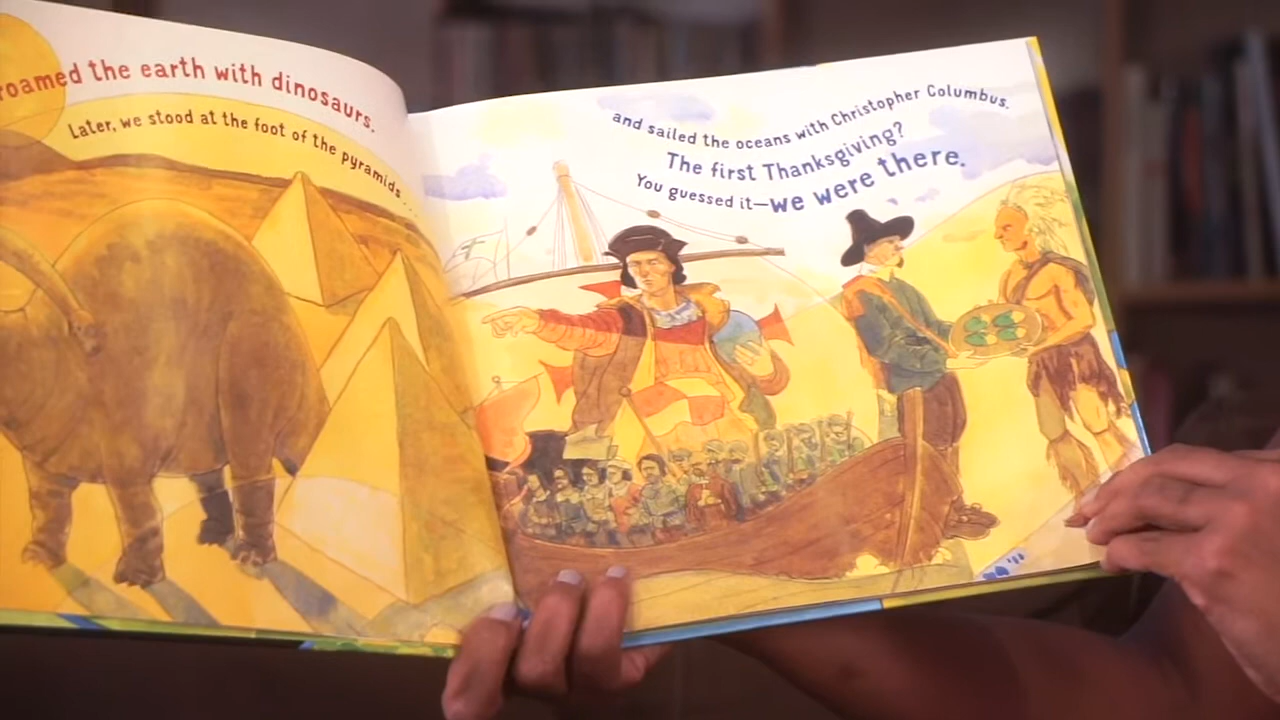 roamed the earth with dinosaurs.
Later, we stood at the foot of the pyramids . . .
and sailed the oceans with Christopher Columbus.
The first Thanksgiving?
You guessed it—we were there.